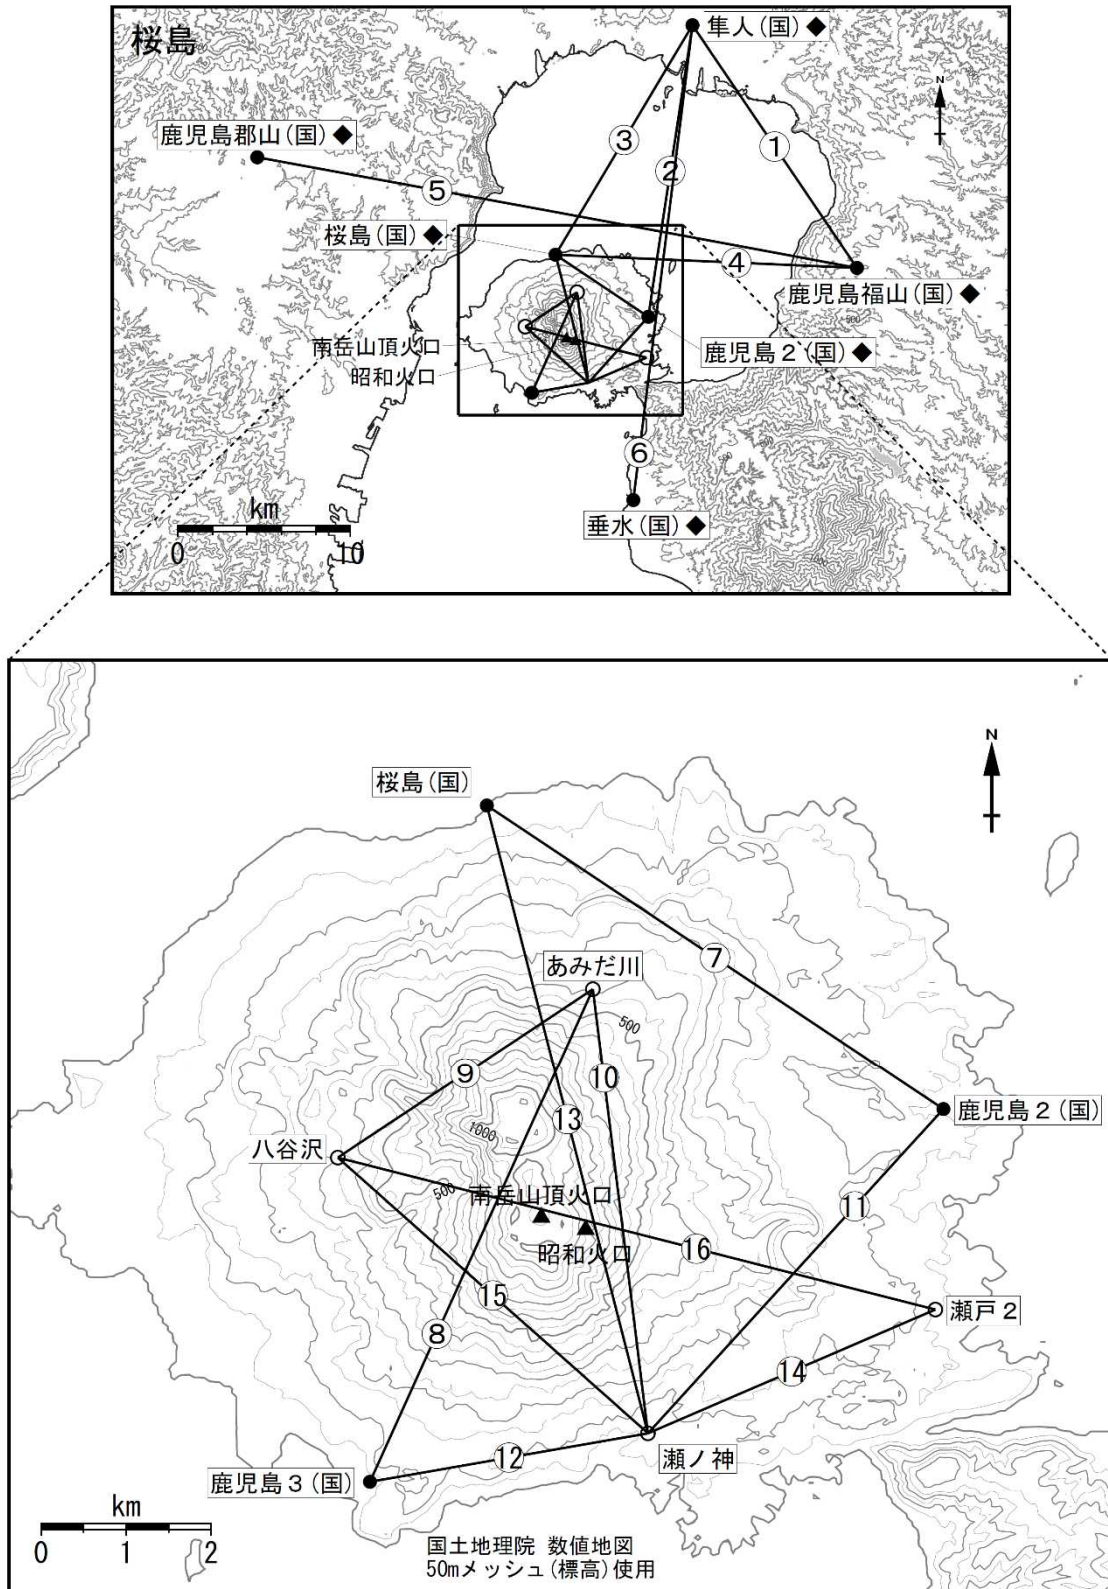 桜島
隼人(国)◆
N
鹿児島郡山(国)◆
③
①
②
⑤
桜島(国)◆
④
鹿児島福山(国)◆
500
南岳山頂火口
鹿児島2(国)◆
昭和火口
⑥
km
0 10
垂水(国)◆
N
桜島(国)
⑦
あみだ川
500
⑨
⑩
鹿児島2(国)
⑬
1000
八谷沢
500
南岳山頂火口
⑪
昭和火口
⑯
⑮
瀬戸2
⑧
⑭
瀬ノ神
⑫
鹿児島3(国)
km
0 1 2
国土地理院 数値地図
50mメッシュ(標高)使用